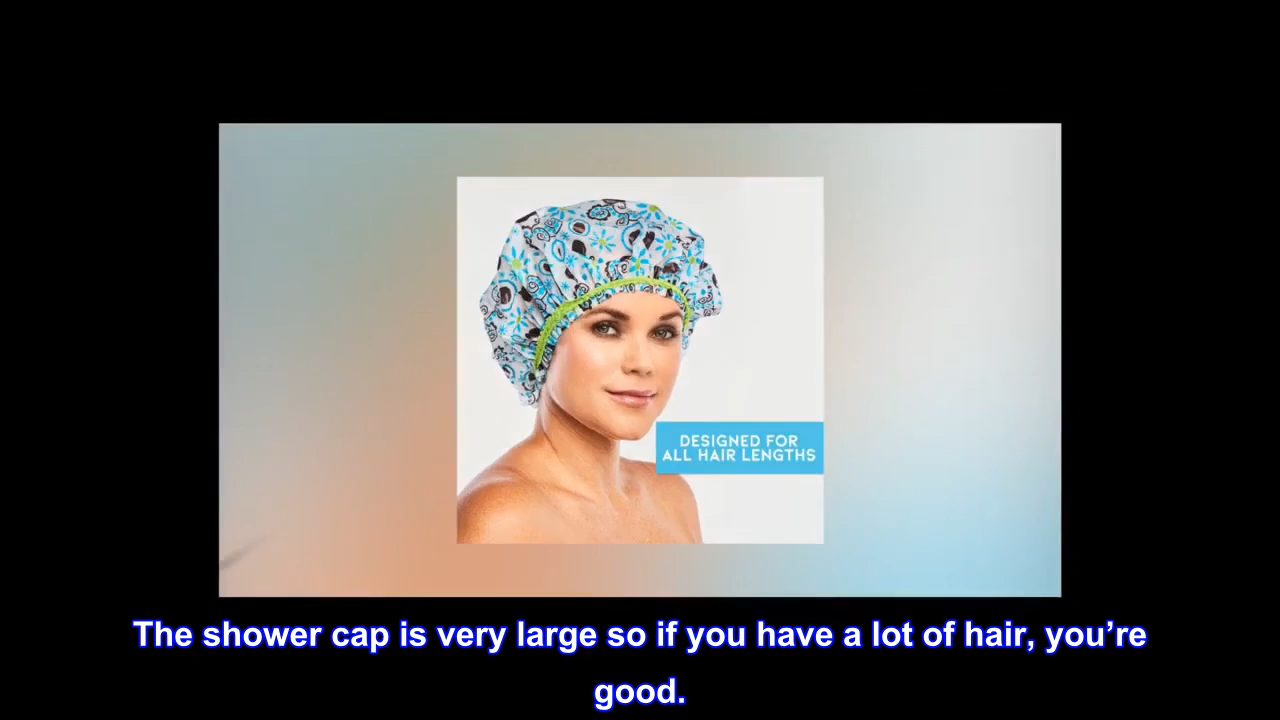 DESIGNED FOR
ALL HAIR LENGTHS
The shower cap is very large so if you have a lot of hair, you’re
good.